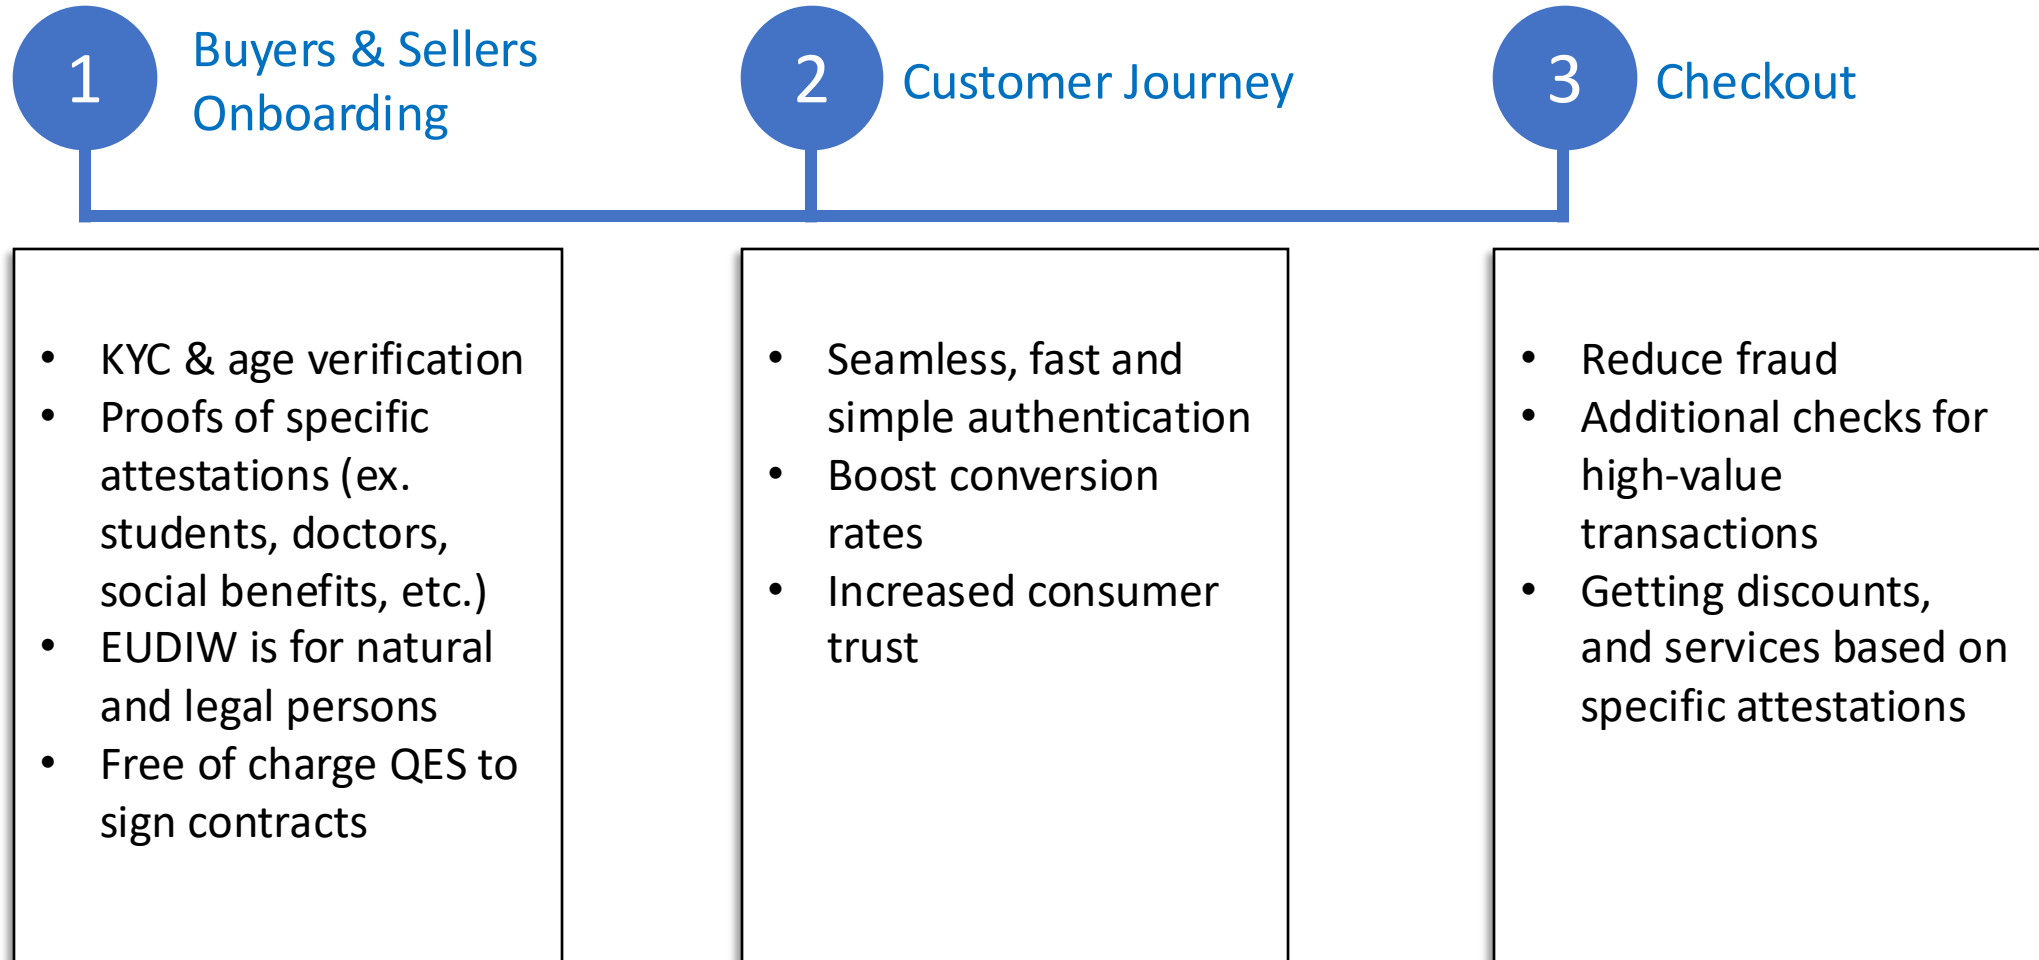 1
Buyers & Sellers
Onboarding
2
Customer Journey
3
Checkout
• KYC & age verification
• Proofs of specific
attestations (ex.
students, doctors,
social benefits, etc.)
• EUDIW is for natural
and legal persons
• Free of charge QES to
sign contracts
• Seamless, fast and
simple authentication
• Boost conversion
rates
• Increased consumer
trust
• Reduce fraud
• Additional checks for
high-value
transactions
• Getting discounts,
and services based on
specific attestations